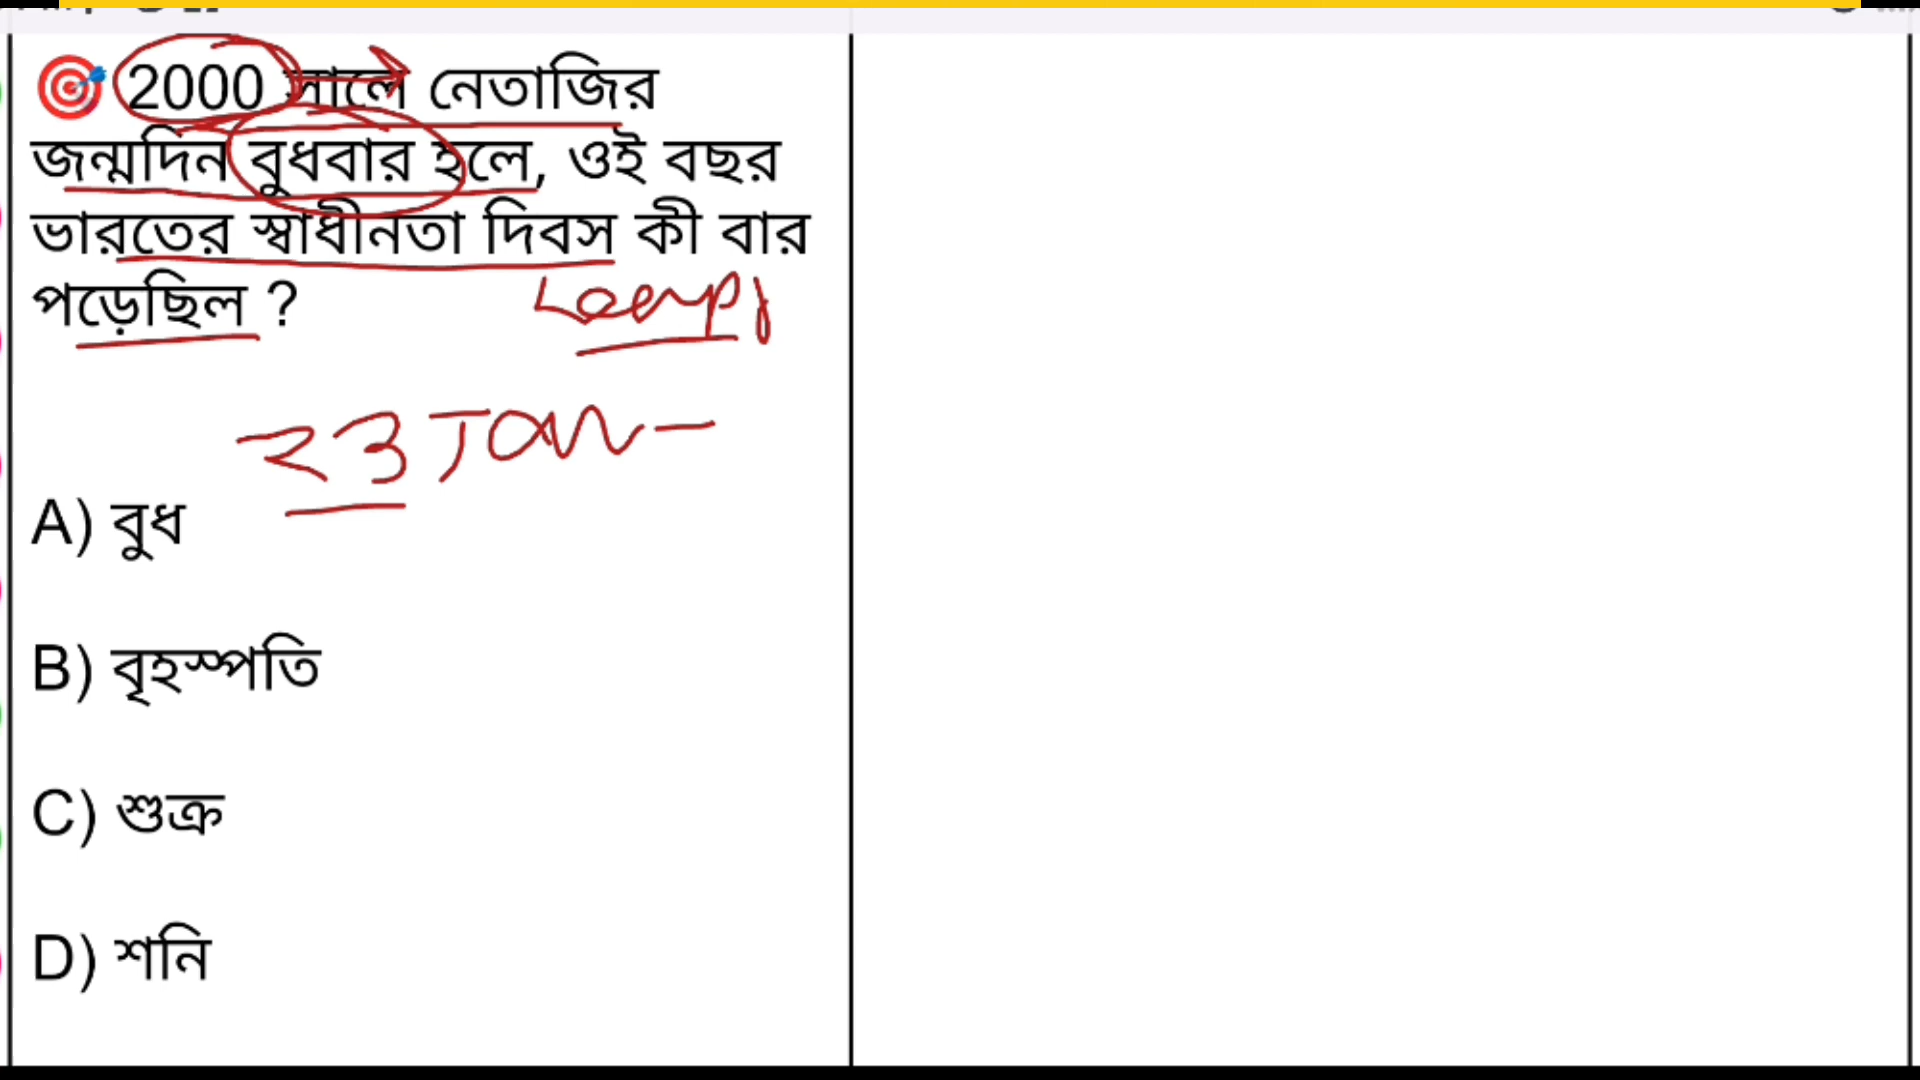 2000 সালে নেতাজির
জন্মদিন বুধবার হলে, ওই বছর
ভারতের স্বাধীনতা দিবস কী বার
পড়েছিল ?
Leap
23 Jan -
A) বুধ
B) বৃহস্পতি
C) শুক্র
D) শনি